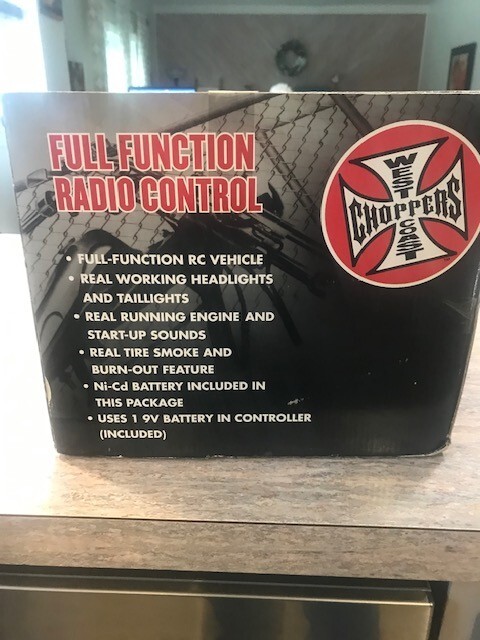 FULL FUNCTION
RADIO CONTROL
WEST
CHOPPERS
COAST
• FULL-FUNCTION RC VEHICLE
• REAL WORKING HEADLIGHTS
AND TAILLIGHTS
• REAL RUNNING ENGINE AND
START-UP SOUNDS
• REAL TIRE SMOKE AND
BURN-OUT FEATURE
• Ni-Cd BATTERY INCLUDED IN
THIS PACKAGE
• USES 1 9V BATTERY IN CONTROLLER
(INCLUDED)